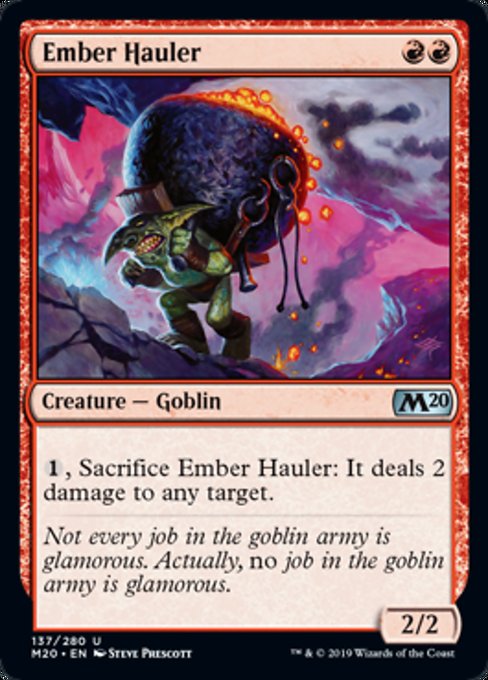 Ember Hauler
Creature — Goblin
M20
1, Sacrifice Ember Hauler: It deals 2
damage to any target.
Not every job in the goblin army is
glamorous. Actually, no job in the goblin
army is glamorous.
2/2
137/280 U
M20 • EN Steve Prescott
™ & © 2019 Wizards of the Coast